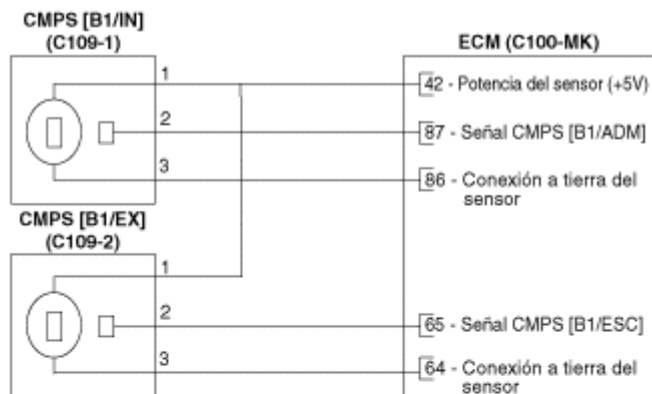 CMPS [B1/IN]
(C109-1)
ECM (C100-MK)
1
42 - Potencia del sensor (+5V)
2
87 - Señal CMPS [B1/ADM]
3
86 - Conexión a tierra del
sensor
CMPS [B1/EX]
(C109-2)
1
2
65 - Señal CMPS [B1/ESC]
3
64 - Conexión a tierra del
sensor